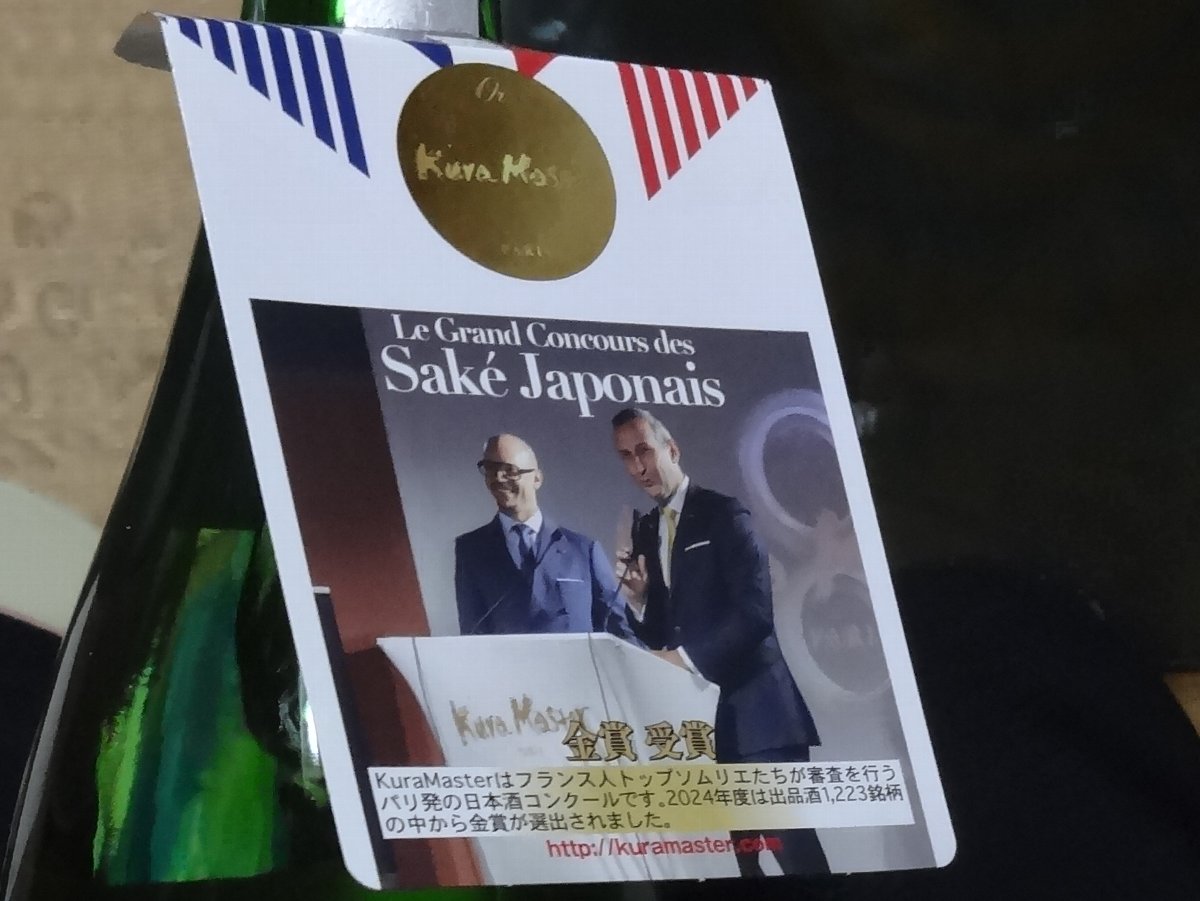 Or
Kura Mas
PARIS
Le Grand Concours des
Saké Japonais
Kura Master
金賞 受賞
KuraMasterはフランス人トップソムリエたちが審査を行う
パリ発の日本酒コンクールです。2024年度は出品酒1,223銘柄
の中から金賞が選出されました。
http://kuramaster.com